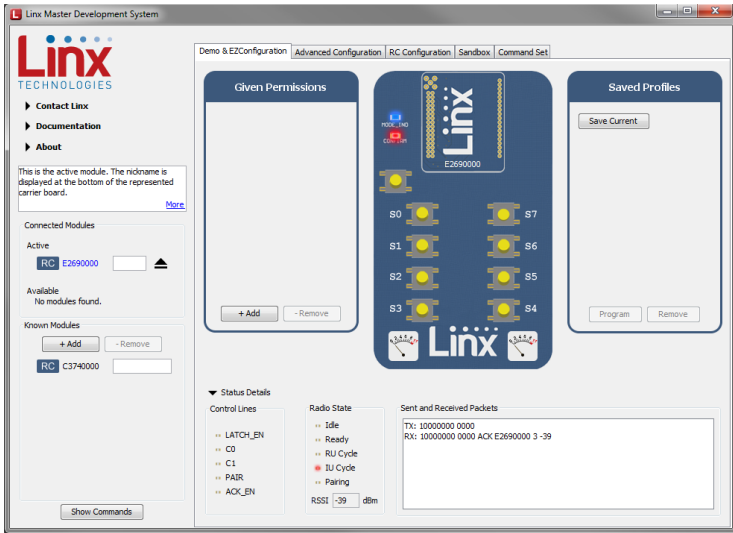 Linx Master Development System
Linx
TECHNOLOGIES
Contact Linx
Documentation
About
This is the active module. The nickname is
displayed at the bottom of the represented
carrier board.
More
Connected Modules
Active
RC E2690000
Available
No modules found.
Known Modules
+ Add - Remove
RC C3740000
Show Commands
Demo & EZConfiguration Advanced Configuration RC Configuration Sandbox Command Set
Given Permissions
+ Add - Remove
Linx
MODE_IND
CONFIRM
E2690000
S0 S7
S1 S6
S2 S5
S3 S4
Linx
Saved Profiles
Save Current
Program Remove
Status Details
Control Lines
LATCH_EN
C0
C1
PAIR
ACK_EN
Radio State
Idle
Ready
RU Cycle
IU Cycle
Pairing
RSSI -39 dBm
Sent and Received Packets
TX: 10000000 0000
RX: 10000000 0000 ACK E2690000 3 -39